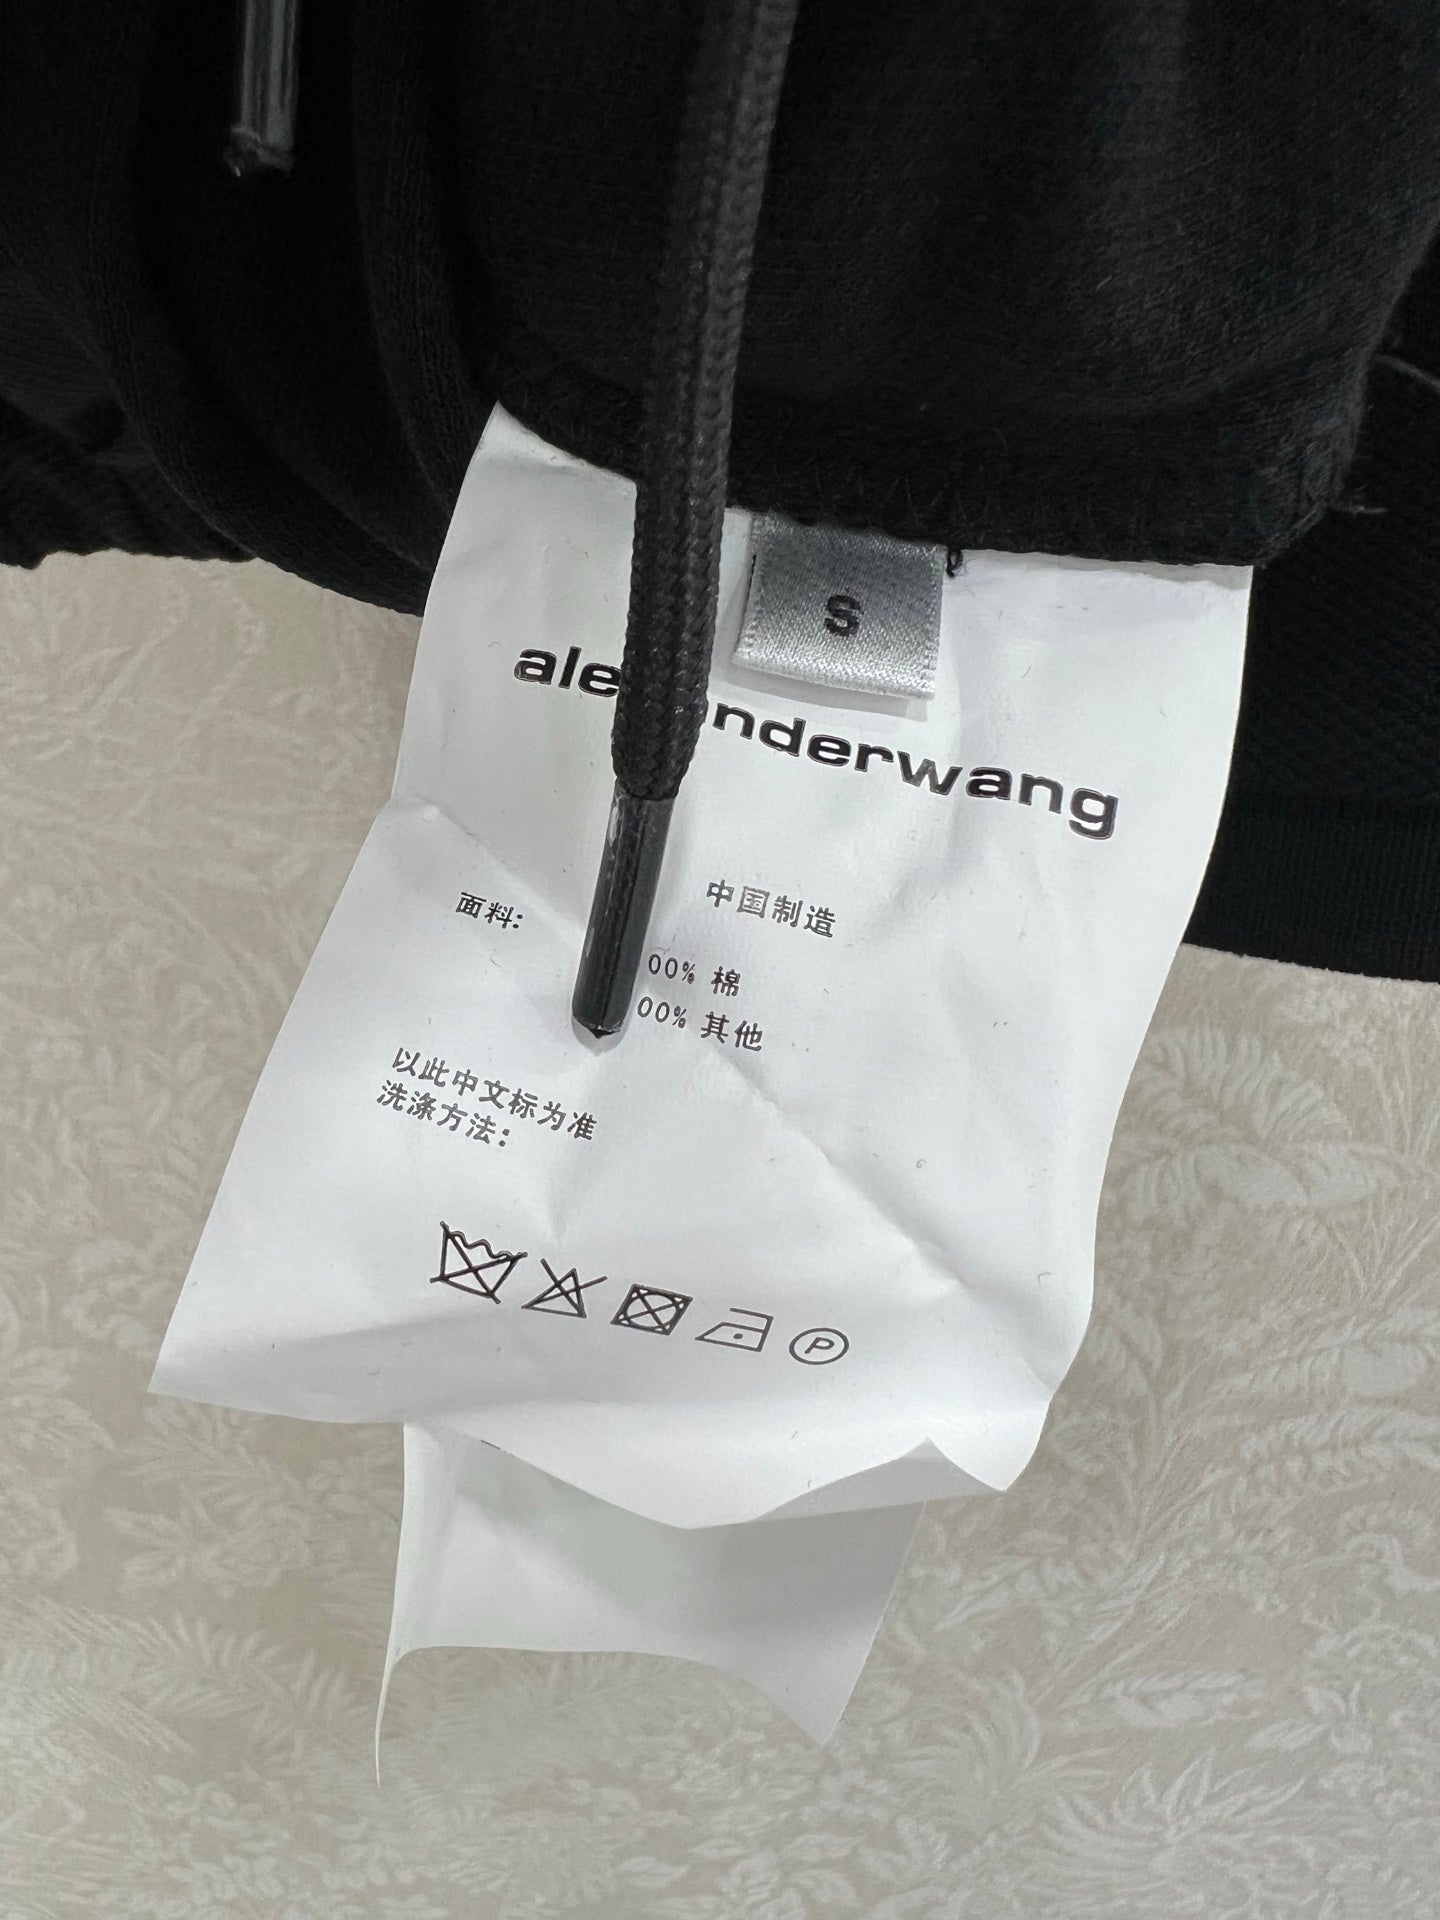 S
ale nderwang
中国制造
面料:
00% 棉
00% 其他
以此中文标为准
洗涤方法:
P